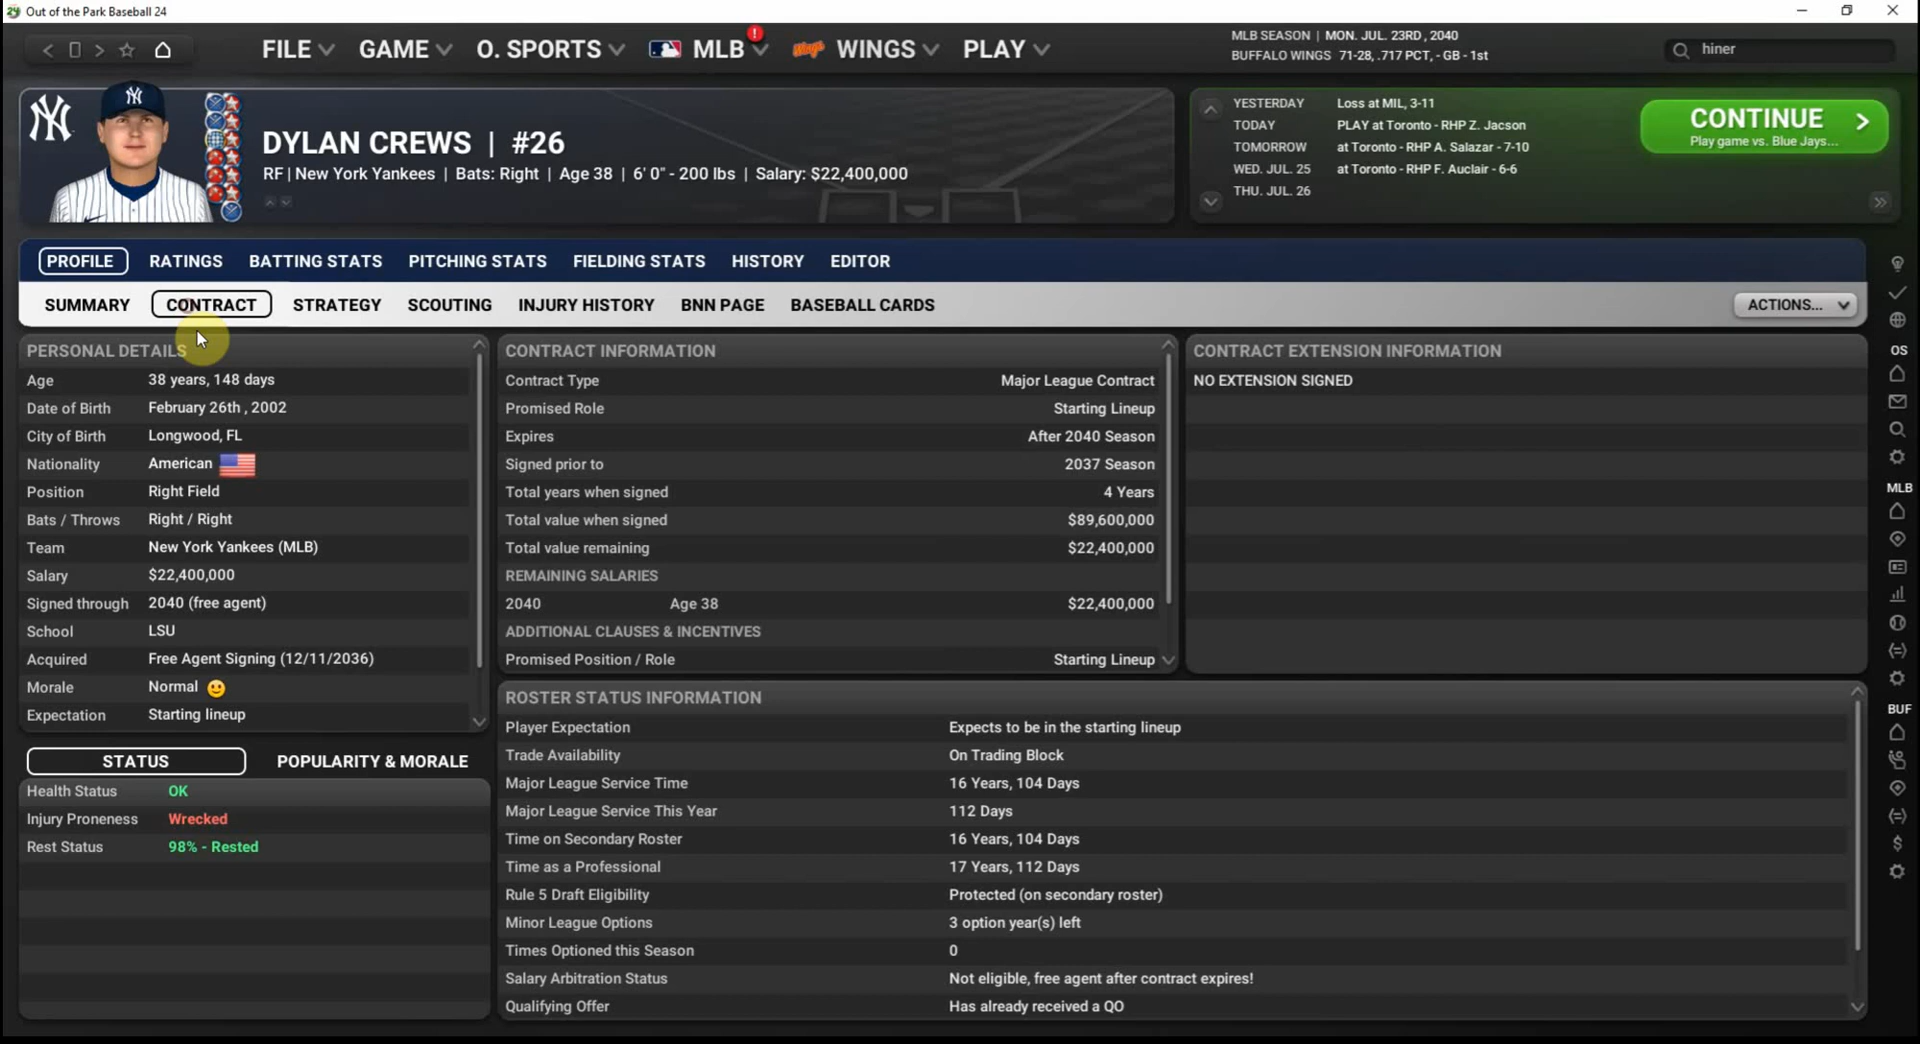 Out of the Park Baseball 24
FILE
GAME
O. SPORTS
MLB
WINGS
PLAY
MLB SEASON | MON. JUL. 23RD , 2040
BUFFALO WINGS 71-28, .717 PCT, - GB - 1st
hiner
DYLAN CREWS | #26
RF | New York Yankees | Bats: Right | Age 38 | 6' 0" - 200 lbs | Salary: $22,400,000
YESTERDAY Loss at MIL, 3-11
TODAY PLAY at Toronto - RHP Z. Jacson
TOMORROW at Toronto - RHP A. Salazar - 7-10
WED. JUL. 25 at Toronto - RHP F. Auclair - 6-6
THU. JUL. 26
CONTINUE
Play game vs. Blue Jays...
PROFILE RATINGS BATTING STATS PITCHING STATS FIELDING STATS HISTORY EDITOR
SUMMARY CONTRACT STRATEGY SCOUTING INJURY HISTORY BNN PAGE BASEBALL CARDS
ACTIONS...
PERSONAL DETAILS
Age 38 years, 148 days
Date of Birth February 26th , 2002
City of Birth Longwood, FL
Nationality American
Position Right Field
Bats / Throws Right / Right
Team New York Yankees (MLB)
Salary $22,400,000
Signed through 2040 (free agent)
School LSU
Acquired Free Agent Signing (12/11/2036)
Morale Normal
Expectation Starting lineup
STATUS POPULARITY & MORALE
Health Status OK
Injury Proneness Wrecked
Rest Status 98% - Rested
CONTRACT INFORMATION
Contract Type Major League Contract
Promised Role Starting Lineup
Expires After 2040 Season
Signed prior to 2037 Season
Total years when signed 4 Years
Total value when signed $89,600,000
Total value remaining $22,400,000
REMAINING SALARIES
2040 Age 38 $22,400,000
ADDITIONAL CLAUSES & INCENTIVES
Promised Position / Role Starting Lineup
CONTRACT EXTENSION INFORMATION
NO EXTENSION SIGNED
ROSTER STATUS INFORMATION
Player Expectation Expects to be in the starting lineup
Trade Availability On Trading Block
Major League Service Time 16 Years, 104 Days
Major League Service This Year 112 Days
Time on Secondary Roster 16 Years, 104 Days
Time as a Professional 17 Years, 112 Days
Rule 5 Draft Eligibility Protected (on secondary roster)
Minor League Options 3 option year(s) left
Times Optioned this Season 0
Salary Arbitration Status Not eligible, free agent after contract expires!
Qualifying Offer Has already received a QO
OS
MLB
BUF